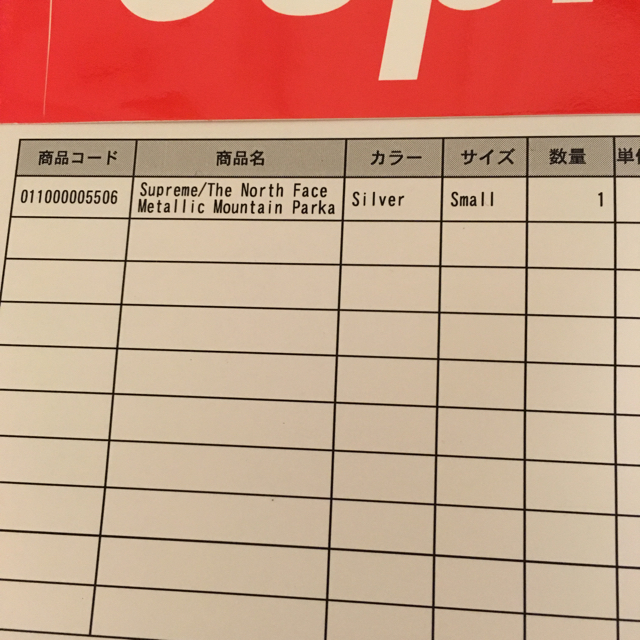 商品コード 商品名 カラー サイズ 数量
011000005506 Supreme/The North Face Metallic Mountain Parka Silver Small 1